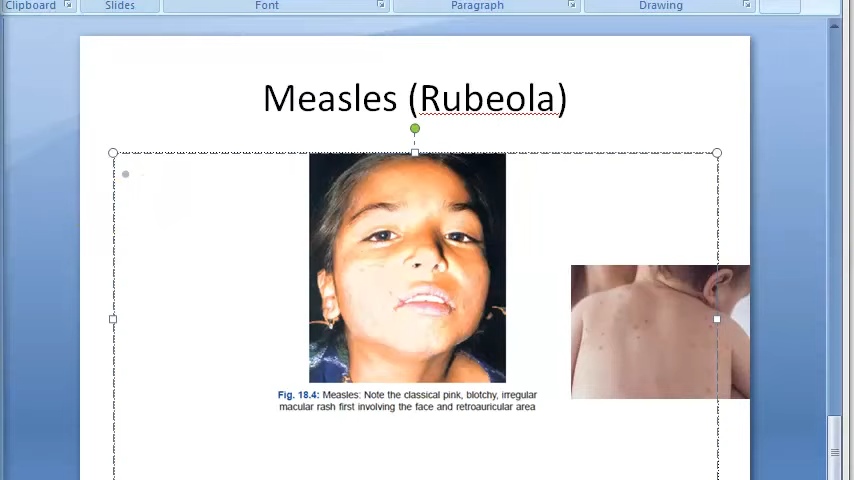 Clipboard
Slides
Font
Paragraph
Drawing
Measles (Rubeola)
Fig. 18.4: Measles: Note the classical pink, blotchy, irregular
macular rash first involving the face and retroauricular area